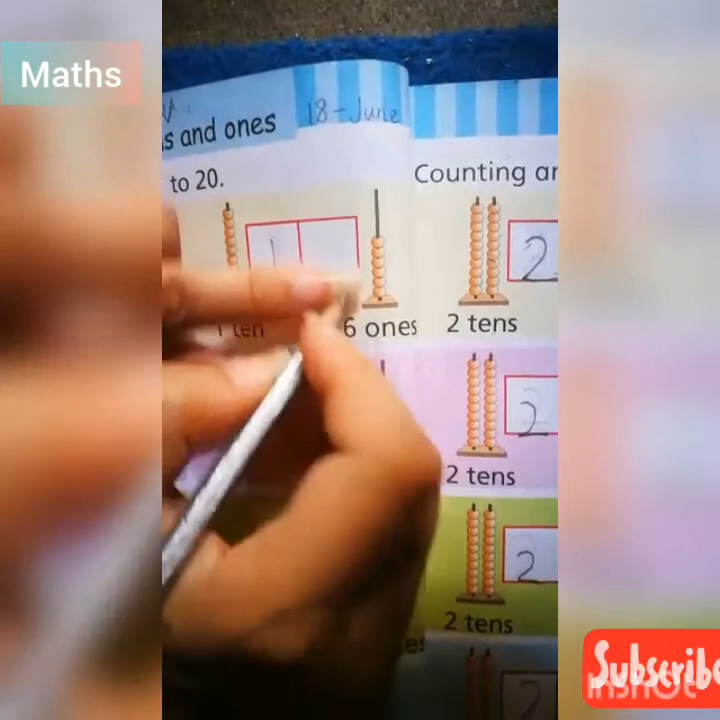 Maths
s and ones
18-June
to 20.
Counting
1
1 ten
6 ones
2
2 tens
2
2 tens
2
2 tens
2
Subscribe
InShOt